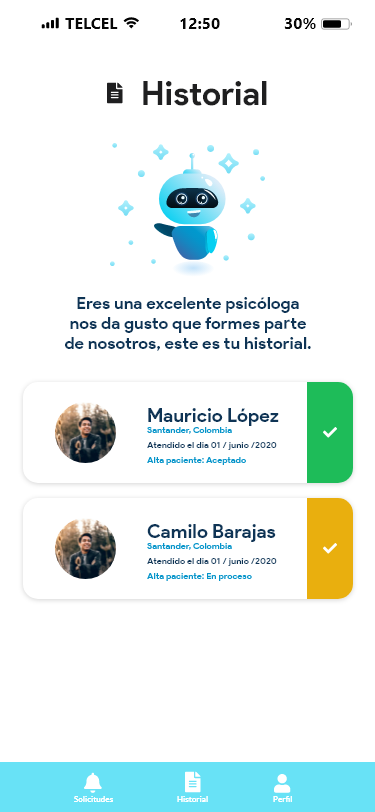 TELCEL 12:50 30%
Historial
Eres una excelente psicóloga
nos da gusto que formes parte
de nosotros, este es tu historial.
Mauricio López
Santander, Colombia
Atendido el dia 01 / junio /2020
Alta paciente: Aceptado
Camilo Barajas
Santander, Colombia
Atendido el dia 01 / junio /2020
Alta paciente: En proceso
Solicitudes Historial Perfil